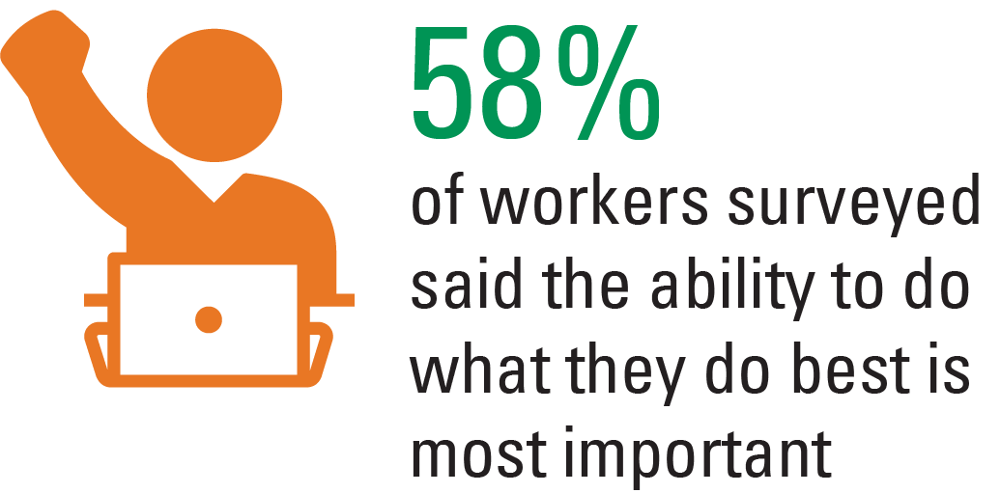 58%
of workers surveyed
said the ability to do
what they do best is
most important